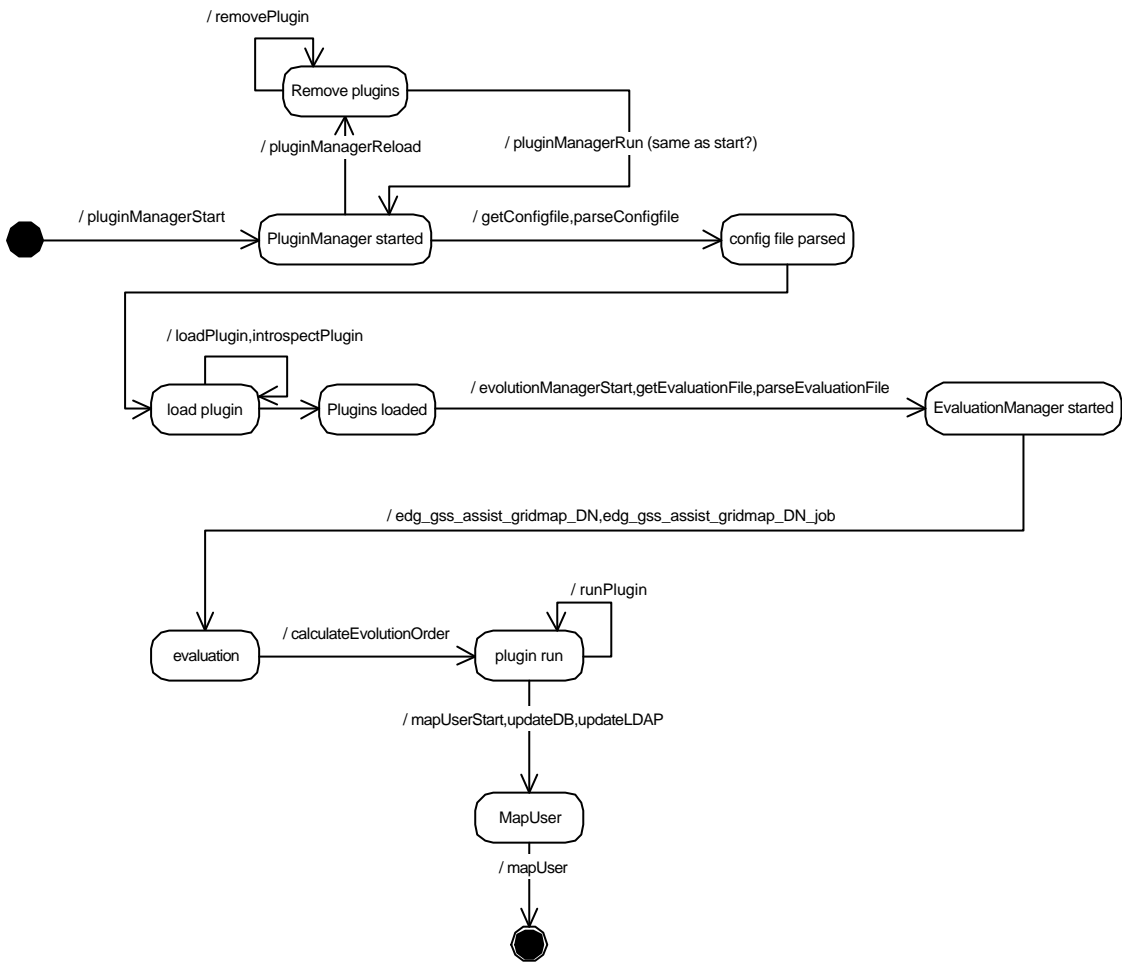 / removePlugin
Remove plugins
/ pluginManagerReload
/ pluginManagerRun (same as start?)
/ pluginManagerStart
PluginManager started
/ getConfigfile,parseConfigfile
config file parsed
/ loadPlugin,introspectPlugin
load plugin
Plugins loaded
/ evolutionManagerStart,getEvaluationFile,parseEvaluationFile
EvaluationManager started
/ edg_gss_assist_gridmap_DN,edg_gss_assist_gridmap_DN_job
/ runPlugin
evaluation
/ calculateEvolutionOrder
plugin run
/ mapUserStart,updateDB,updateLDAP
MapUser
/ mapUser